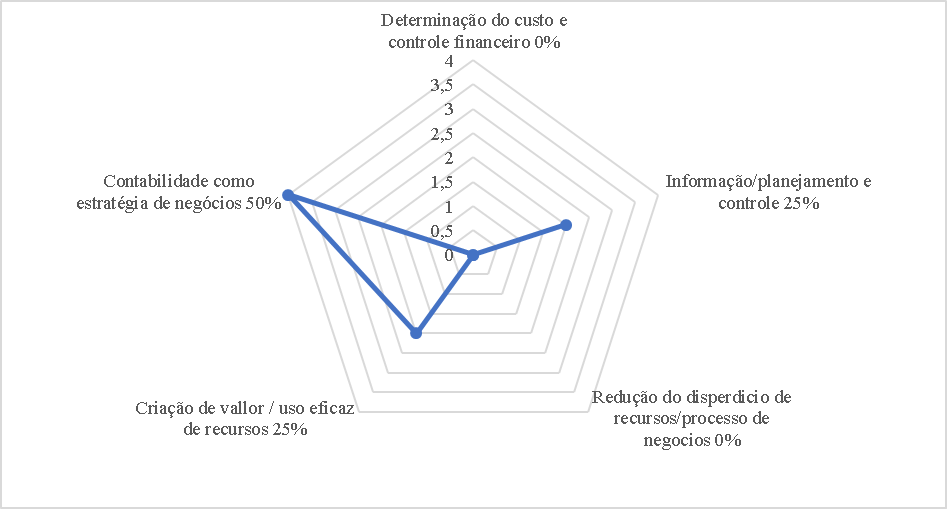 Determinação do custo e
controle financeiro 0%
4
3,5
3
2,5
2
1,5
1
0,5
0
Informação/planejamento e
controle 25%
Redução do disperdicio de
recursos/processo de
negocios 0%
Criação de vallor / uso eficaz
de recursos 25%
Contabilidade como
estratégia de negócios 50%